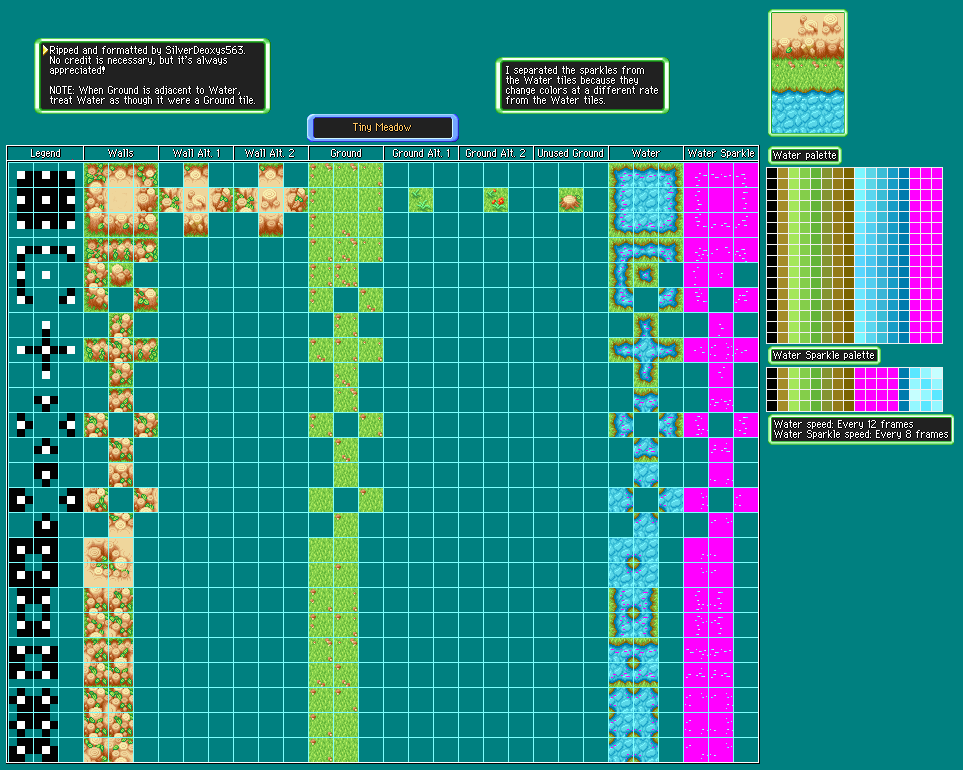 Ripped and formatted by SilverDeoxys563.
No credit is necessary, but it's always
appreciated!
NOTE: When Ground is adjacent to Water,
treat Water as though it were a Ground tile.
I separated the sparkles from
the Water tiles because they
change colors at a different rate
from the Water tiles.
Tiny Meadow
Legend
Walls
Wall Alt. 1
Wall Alt. 2
Ground
Ground Alt. 1
Ground Alt. 2
Unused Ground
Water
Water Sparkle
Water palette
Water Sparkle palette
Water speed: Every 12 frames
Water Sparkle speed: Every 8 frames